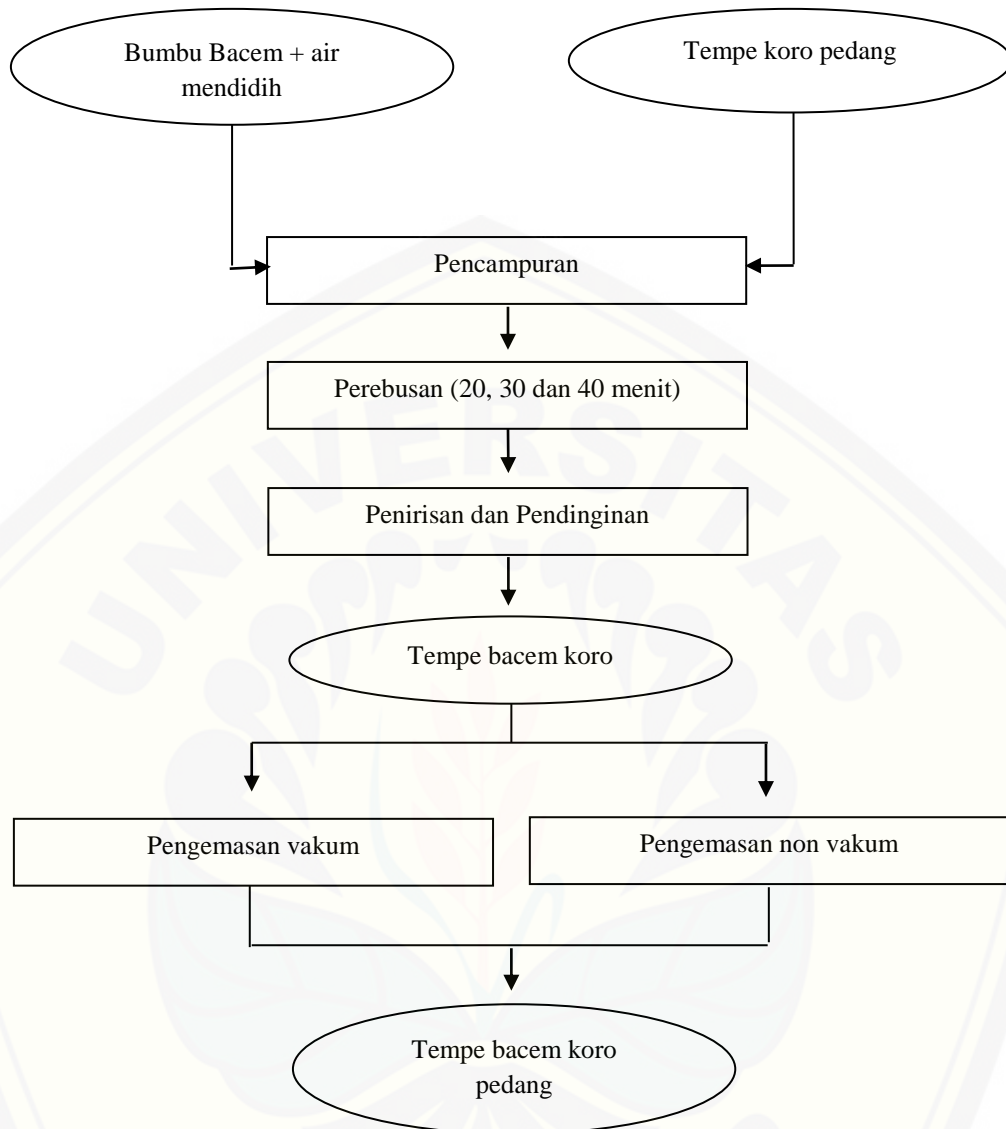 Bumbu Bacem + air
mendidih
Tempe koro pedang
Pencampuran
Perebusan (20, 30 dan 40 menit)
Penirisan dan Pendinginan
Tempe bacem koro
Pengemasan vakum
Pengemasan non vakum
Tempe bacem koro
pedang
UNIVERSITAS